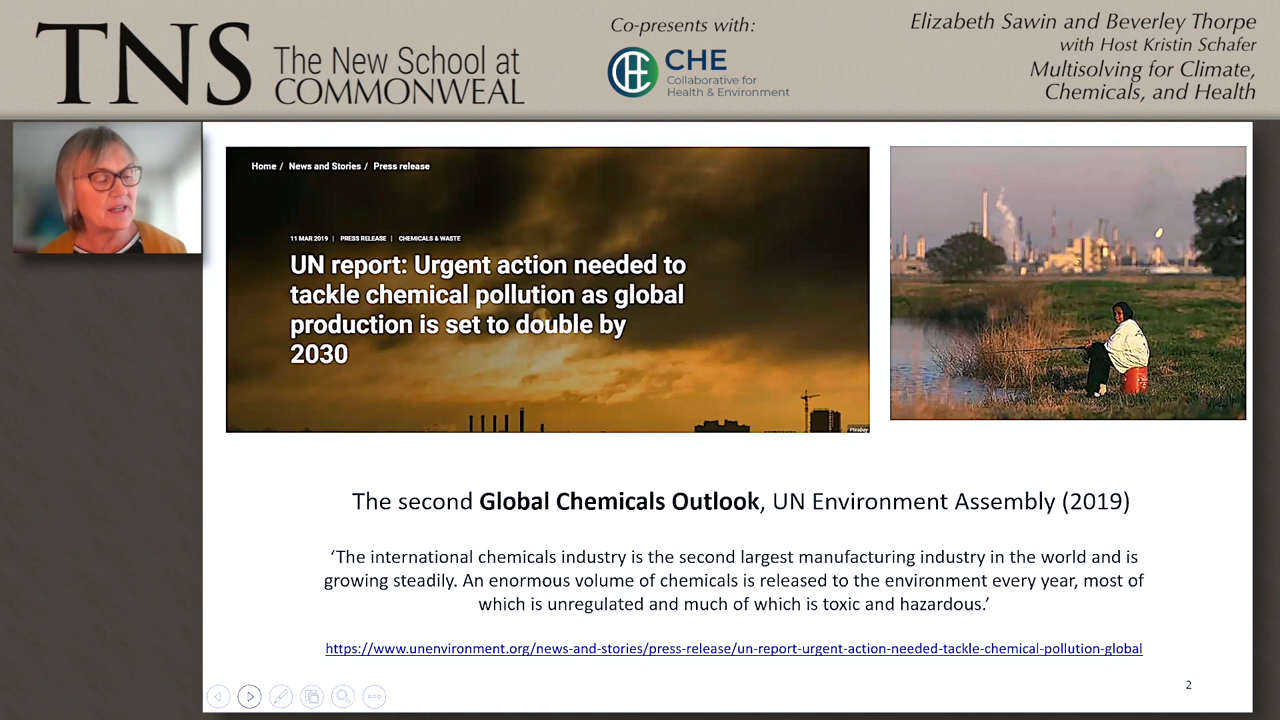 TNS
The New School at
COMMONWEAL
Co-presents with:
CHE
Collaborative for
Health & Environment
Elizabeth Sawin and Beverley Thorpe
with Host Kristin Schafer
Multisolving for Climate,
Chemicals, and Health
Home / News and Stories / Press release
11 MAR 2019 | PRESS RELEASE | CHEMICALS & WASTE
UN report: Urgent action needed to
tackle chemical pollution as global
production is set to double by
2030
Pixabay
The second Global Chemicals Outlook, UN Environment Assembly (2019)
‘The international chemicals industry is the second largest manufacturing industry in the world and is
growing steadily. An enormous volume of chemicals is released to the environment every year, most of
which is unregulated and much of which is toxic and hazardous.’
https://www.unenvironment.org/news-and-stories/press-release/un-report-urgent-action-needed-tackle-chemical-pollution-global
2